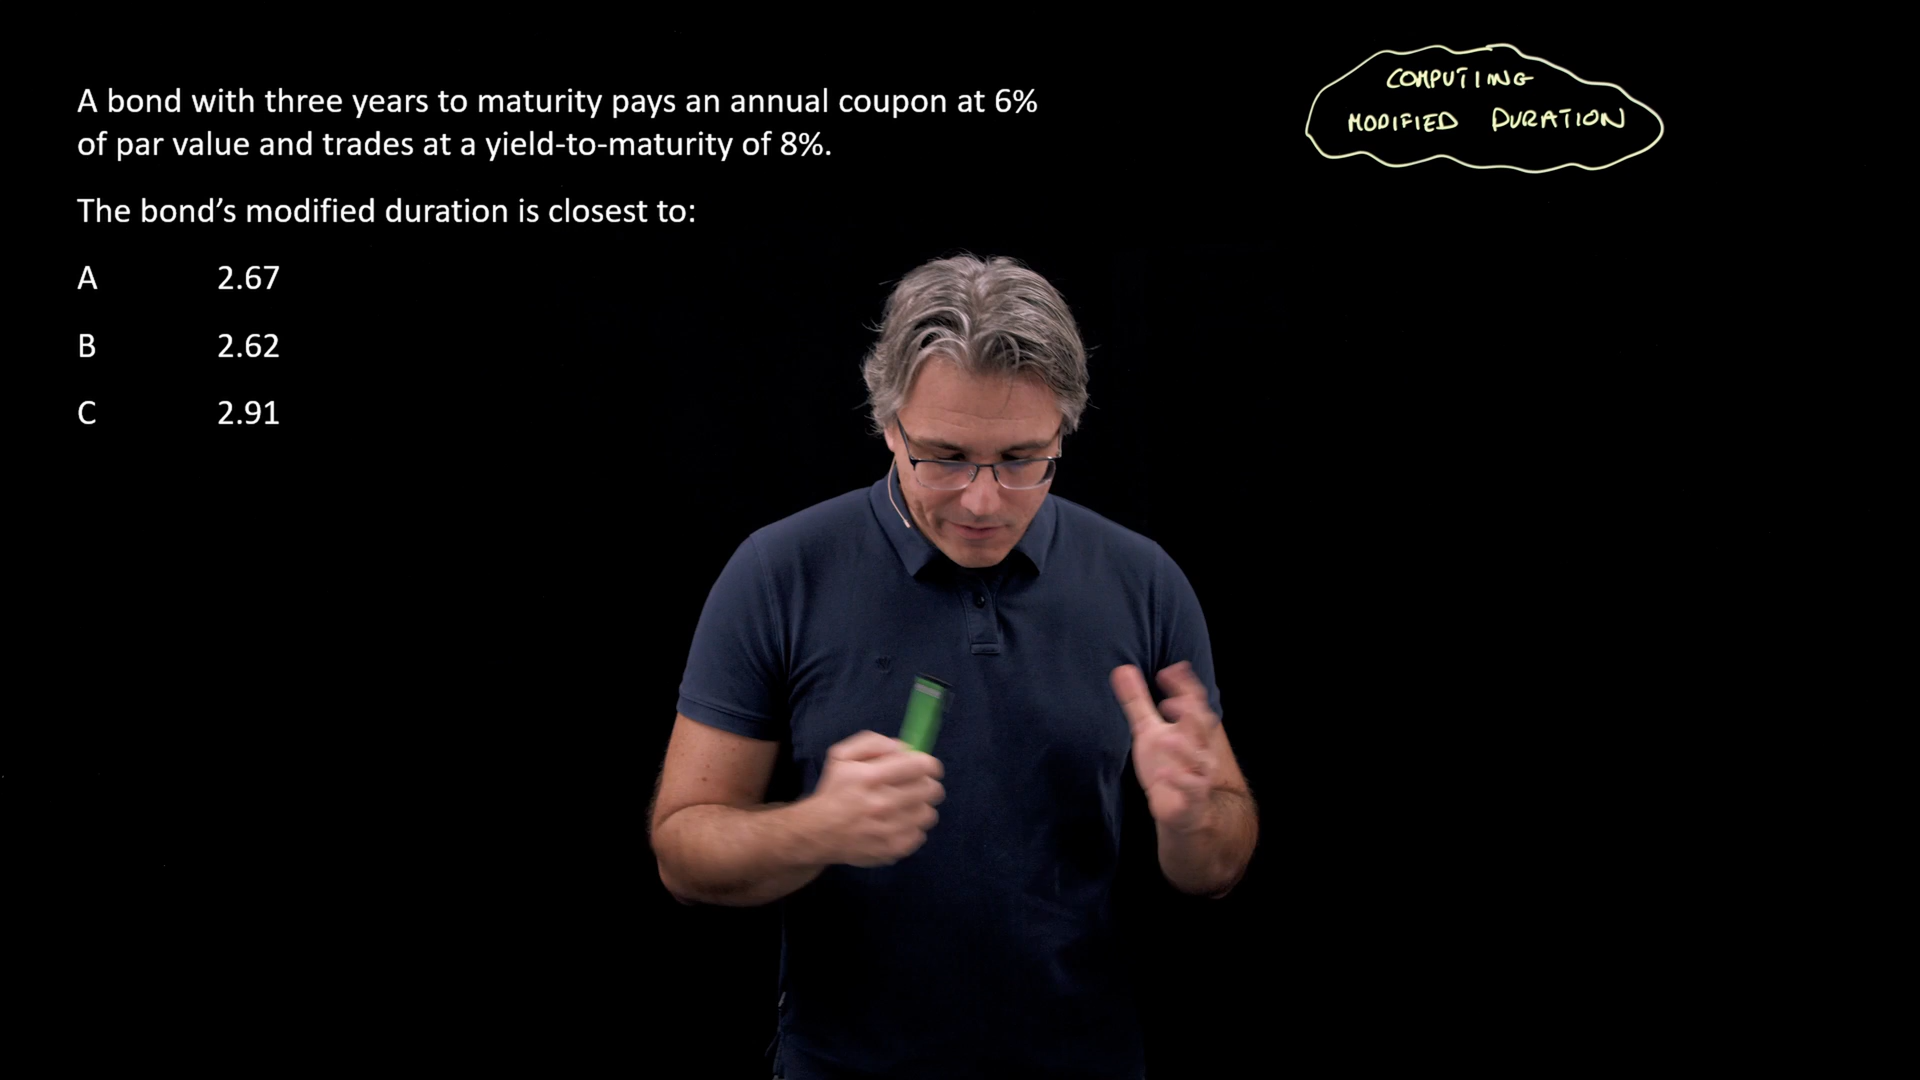 A bond with three years to maturity pays an annual coupon at 6%
of par value and trades at a yield-to-maturity of 8%.
The bond's modified duration is closest to:
A 2.67
B 2.62
C 2.91
COMPUTING
MODIFIED DURATION